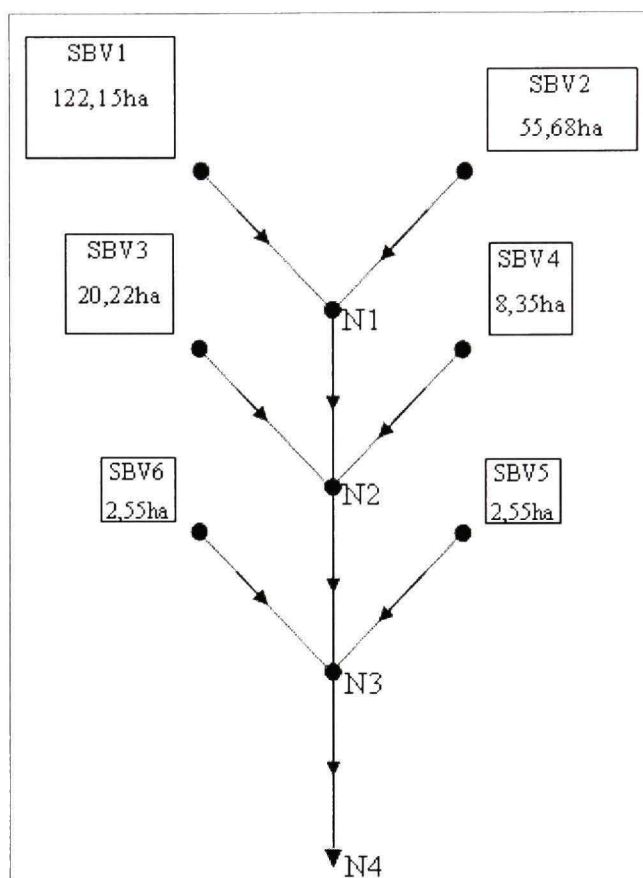 SBV1
122,15ha
SBV2
55,68ha
SBV3
20,22ha
SBV4
8,35ha
N1
SBV6
2,55ha
SBV5
2,55ha
N2
N3
N4